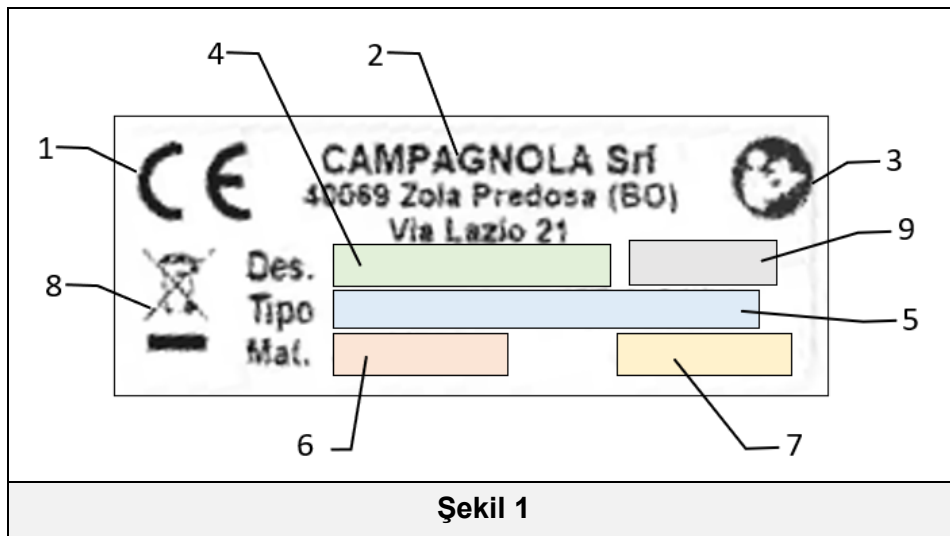 4 2
1 CE CAMPAGNOLA Srl 3
40069 Zola Predosa (BO)
Via Lazio 21 9
8 Des.
Tipo 5
Mat.
6 7
Şekil 1